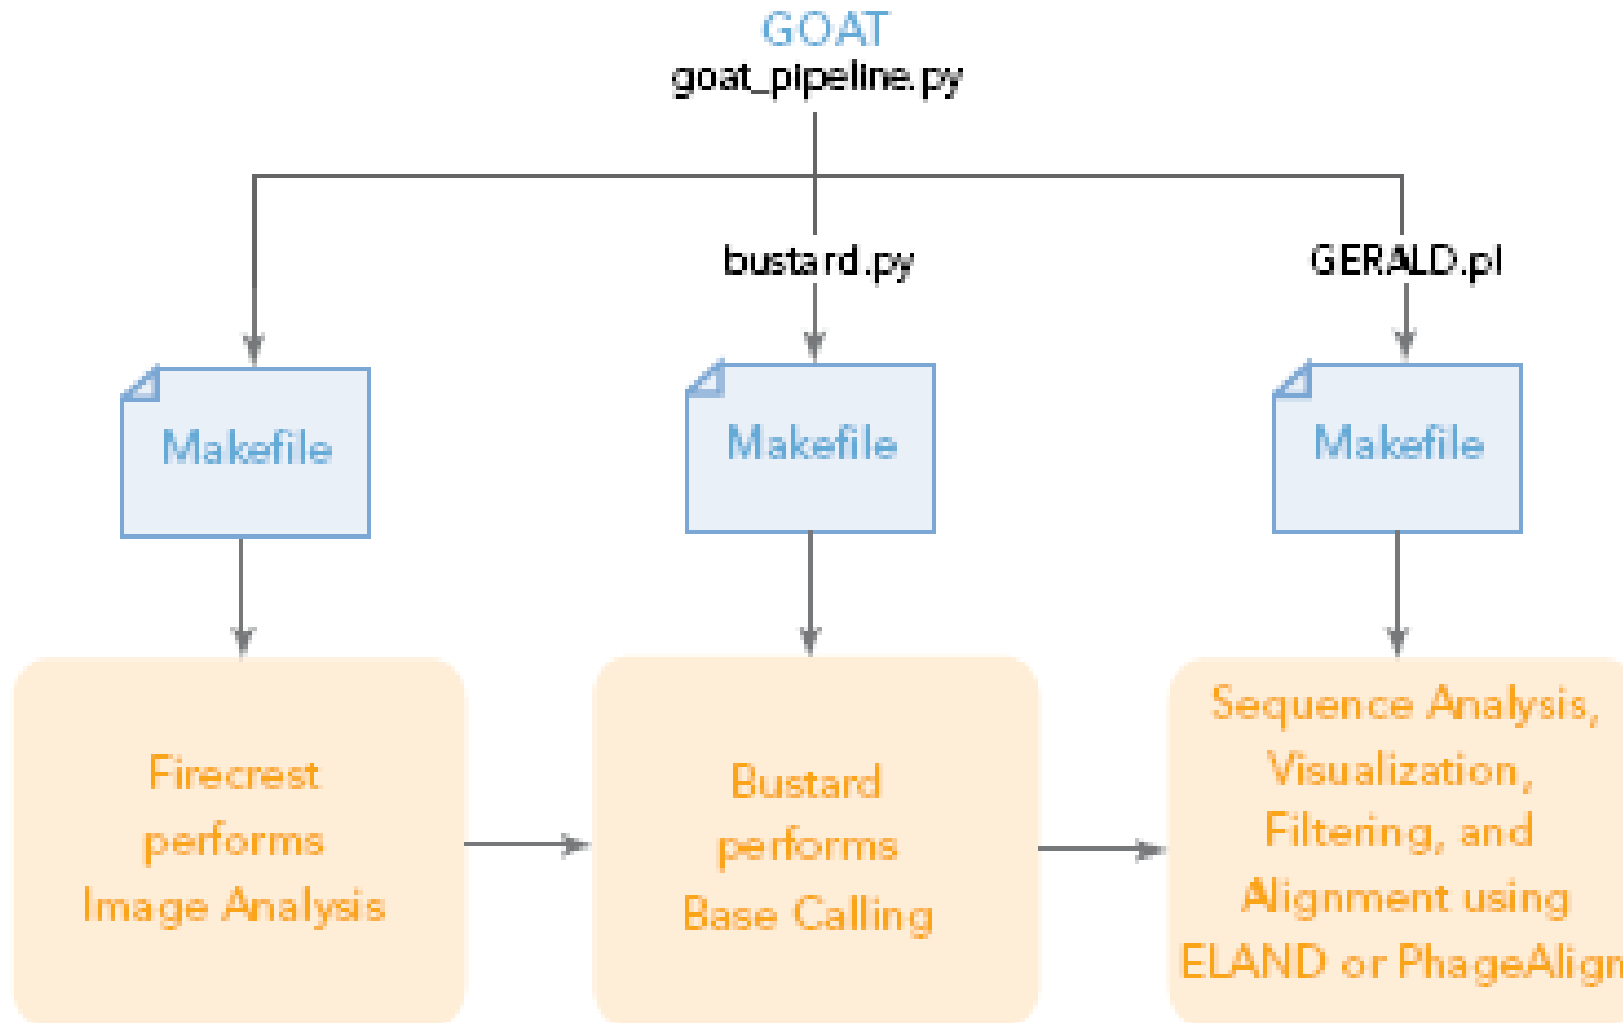 GOAT
goat_pipeline.py
bustard.py
GERALD.pl
Makefile
Makefile
Makefile
Firecrest
performs
Image Analysis
Bustard
performs
Base Calling
Sequence Analysis,
Visualization,
Filtering, and
Alignment using
ELAND or PhageAlign